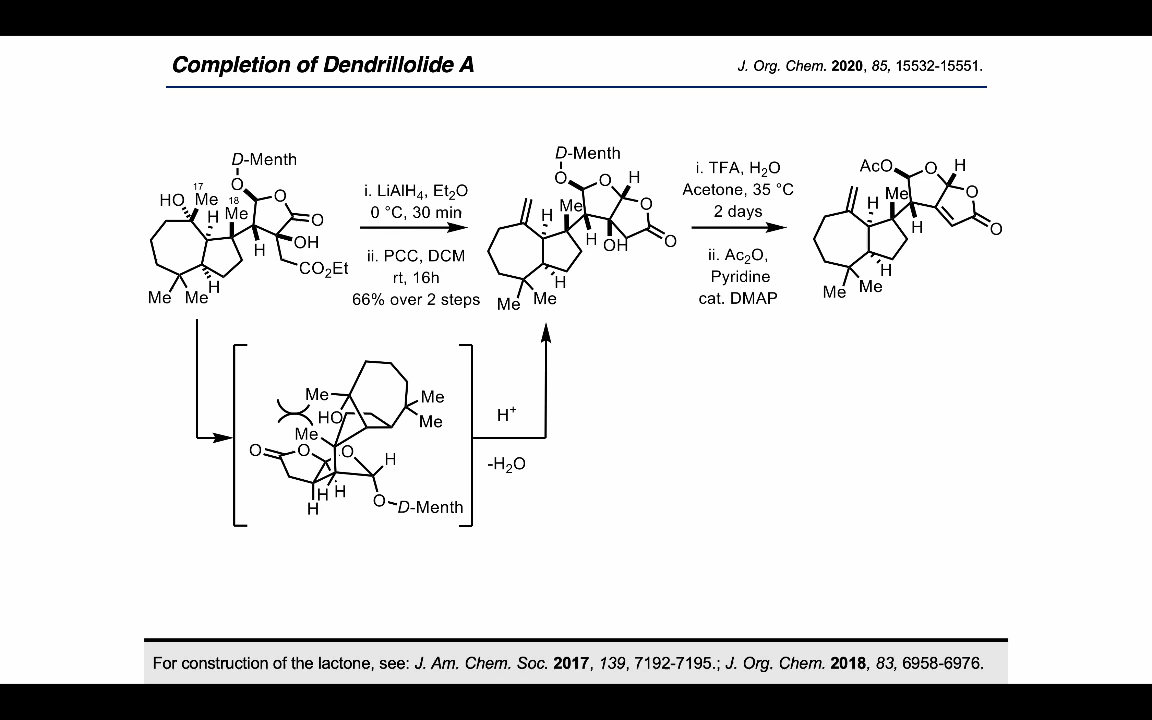 Completion of Dendrillolide A
J. Org. Chem. 2020, 85, 15532-15551.
D-Menth
O
17
HO
Me
18
Me
H
O
O
OH
H
CO₂Et
H
Me
Me
i. LiAlH₄, Et₂O
0 °C, 30 min
ii. PCC, DCM
rt, 16h
66% over 2 steps
D-Menth
O
O
H
Me
O
H
H
OH
O
H
Me
Me
i. TFA, H₂O
Acetone, 35 °C
2 days
ii. Ac₂O,
Pyridine
cat. DMAP
AcO
O
H
Me
O
H
H
O
H
Me
Me
Me
Me
HO
Me
Me
O
O
O
H
H
H
H
O
D-Menth
H⁺
-H₂O
For construction of the lactone, see: J. Am. Chem. Soc. 2017, 139, 7192-7195.; J. Org. Chem. 2018, 83, 6958-6976.